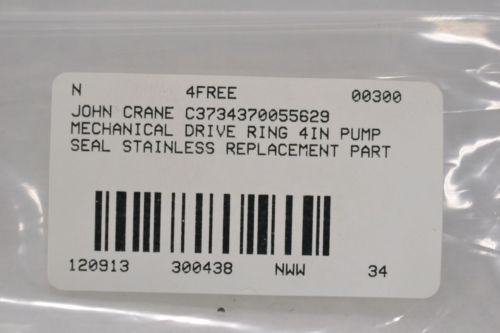 N 4FREE 00300
JOHN CRANE C3734370055629
MECHANICAL DRIVE RING 4IN PUMP
SEAL STAINLESS REPLACEMENT PART
120913 300438 NWW 34